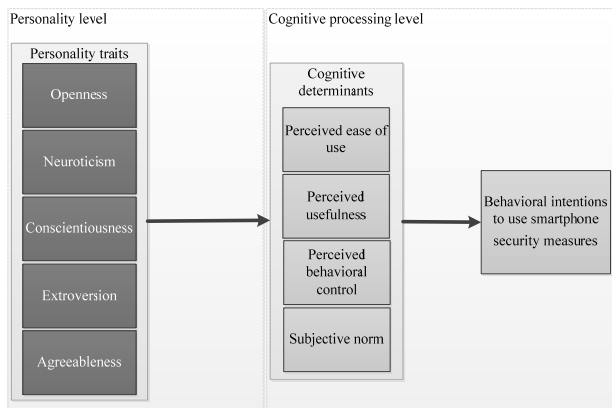 Personality level
Personality traits
Openness
Neuroticism
Conscientiousness
Extroversion
Agreeableness
Cognitive processing level
Cognitive
determinants
Perceived ease of
use
Perceived
usefulness
Perceived
behavioral
control
Subjective norm
Behavioral intentions
to use smartphone
security measures